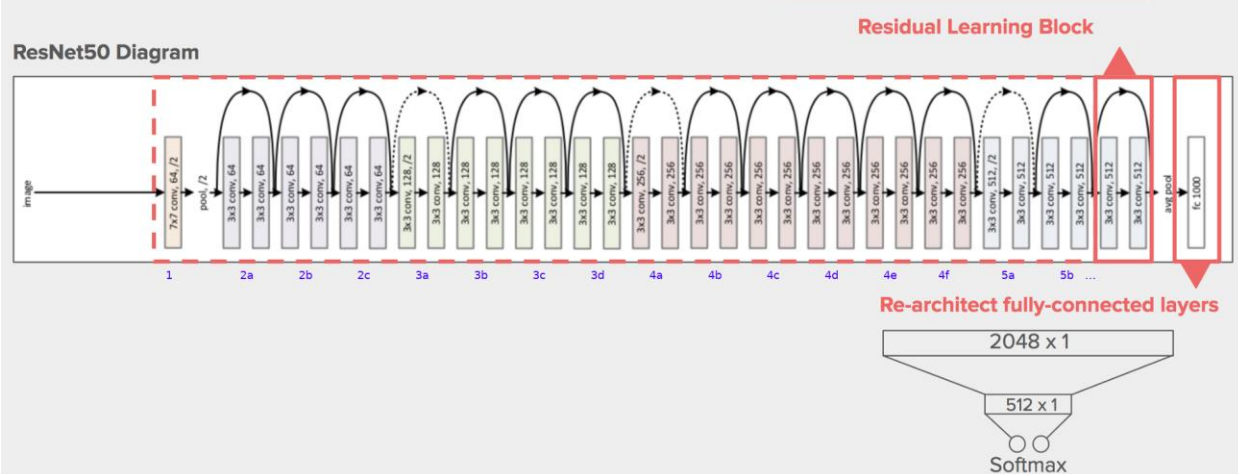 Residual Learning Block
ResNet50 Diagram
image
7x7 conv, 64, /2
pool, /2
3x3 conv, 64
3x3 conv, 64
3x3 conv, 64
3x3 conv, 64
3x3 conv, 64
3x3 conv, 64
3x3 conv, 128, /2
3x3 conv, 128
3x3 conv, 128
3x3 conv, 128
3x3 conv, 128
3x3 conv, 128
3x3 conv, 128
3x3 conv, 128
3x3 conv, 256, /2
3x3 conv, 256
3x3 conv, 256
3x3 conv, 256
3x3 conv, 256
3x3 conv, 256
3x3 conv, 256
3x3 conv, 256
3x3 conv, 256
3x3 conv, 256
3x3 conv, 256
3x3 conv, 256
3x3 conv, 512, /2
3x3 conv, 512
3x3 conv, 512
3x3 conv, 512
3x3 conv, 512
3x3 conv, 512
avg pool
fc 1000
1 2a 2b 2c 3a 3b 3c 3d 4a 4b 4c 4d 4e 4f 5a 5b ...
Re-architect fully-connected layers
2048 x 1
512 x 1
Softmax